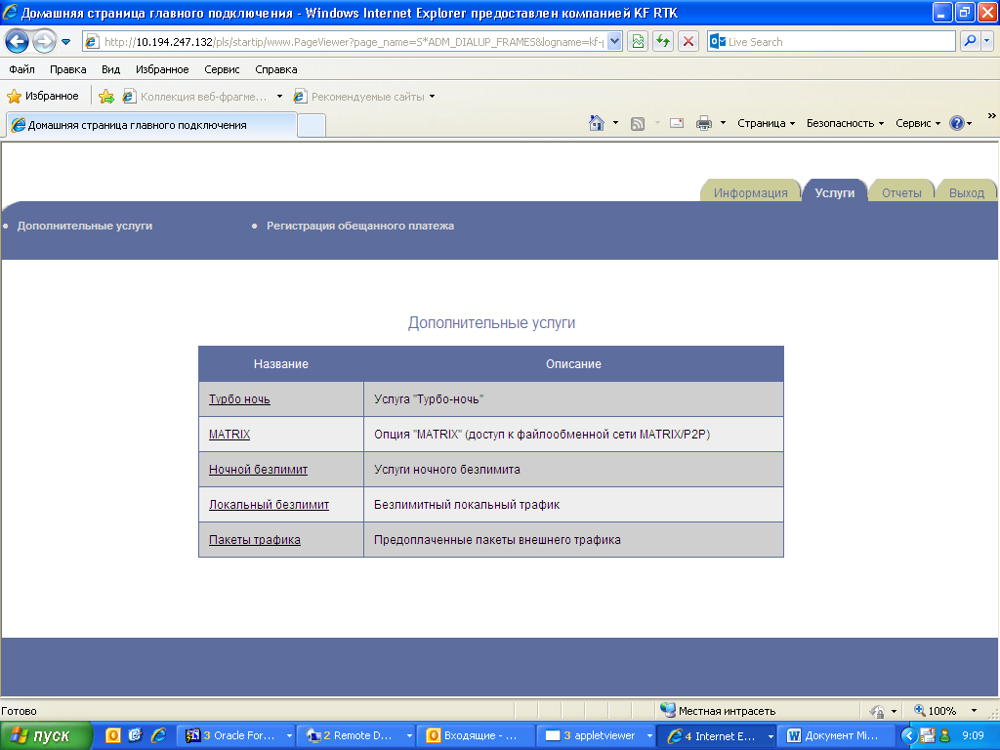 Домашняя страница главного подключения - Windows Internet Explorer предоставлен компанией KF RTK
http://10.194.247.132/pls/startip/www.PageViewer?page_name=S*ADM_DIALUP_FRAMES&logname=kf-
Live Search
Файл Правка Вид Избранное Сервис Справка
Избранное Коллекция веб-фрагме... Рекомендуемые сайты
Домашняя страница главного подключения
Страница Безопасность Сервис
Информация Услуги Отчеты Выход
• Дополнительные услуги • Регистрация обещанного платежа
Дополнительные услуги
Название Описание
Турбо ночь Услуга "Турбо-ночь"
MATRIX Опция "MATRIX" (доступ к файлообменной сети MATRIX/P2P)
Ночной безлимит Услуги ночного безлимита
Локальный безлимит Безлимитный локальный трафик
Пакеты трафика Предоплаченные пакеты внешнего трафика
Готово Местная интрасеть 100%
пуск 3 Oracle For... 2 Remote D... Входящие - ... 3 appletviewer 4 Internet E... Документ Mi... 9:09